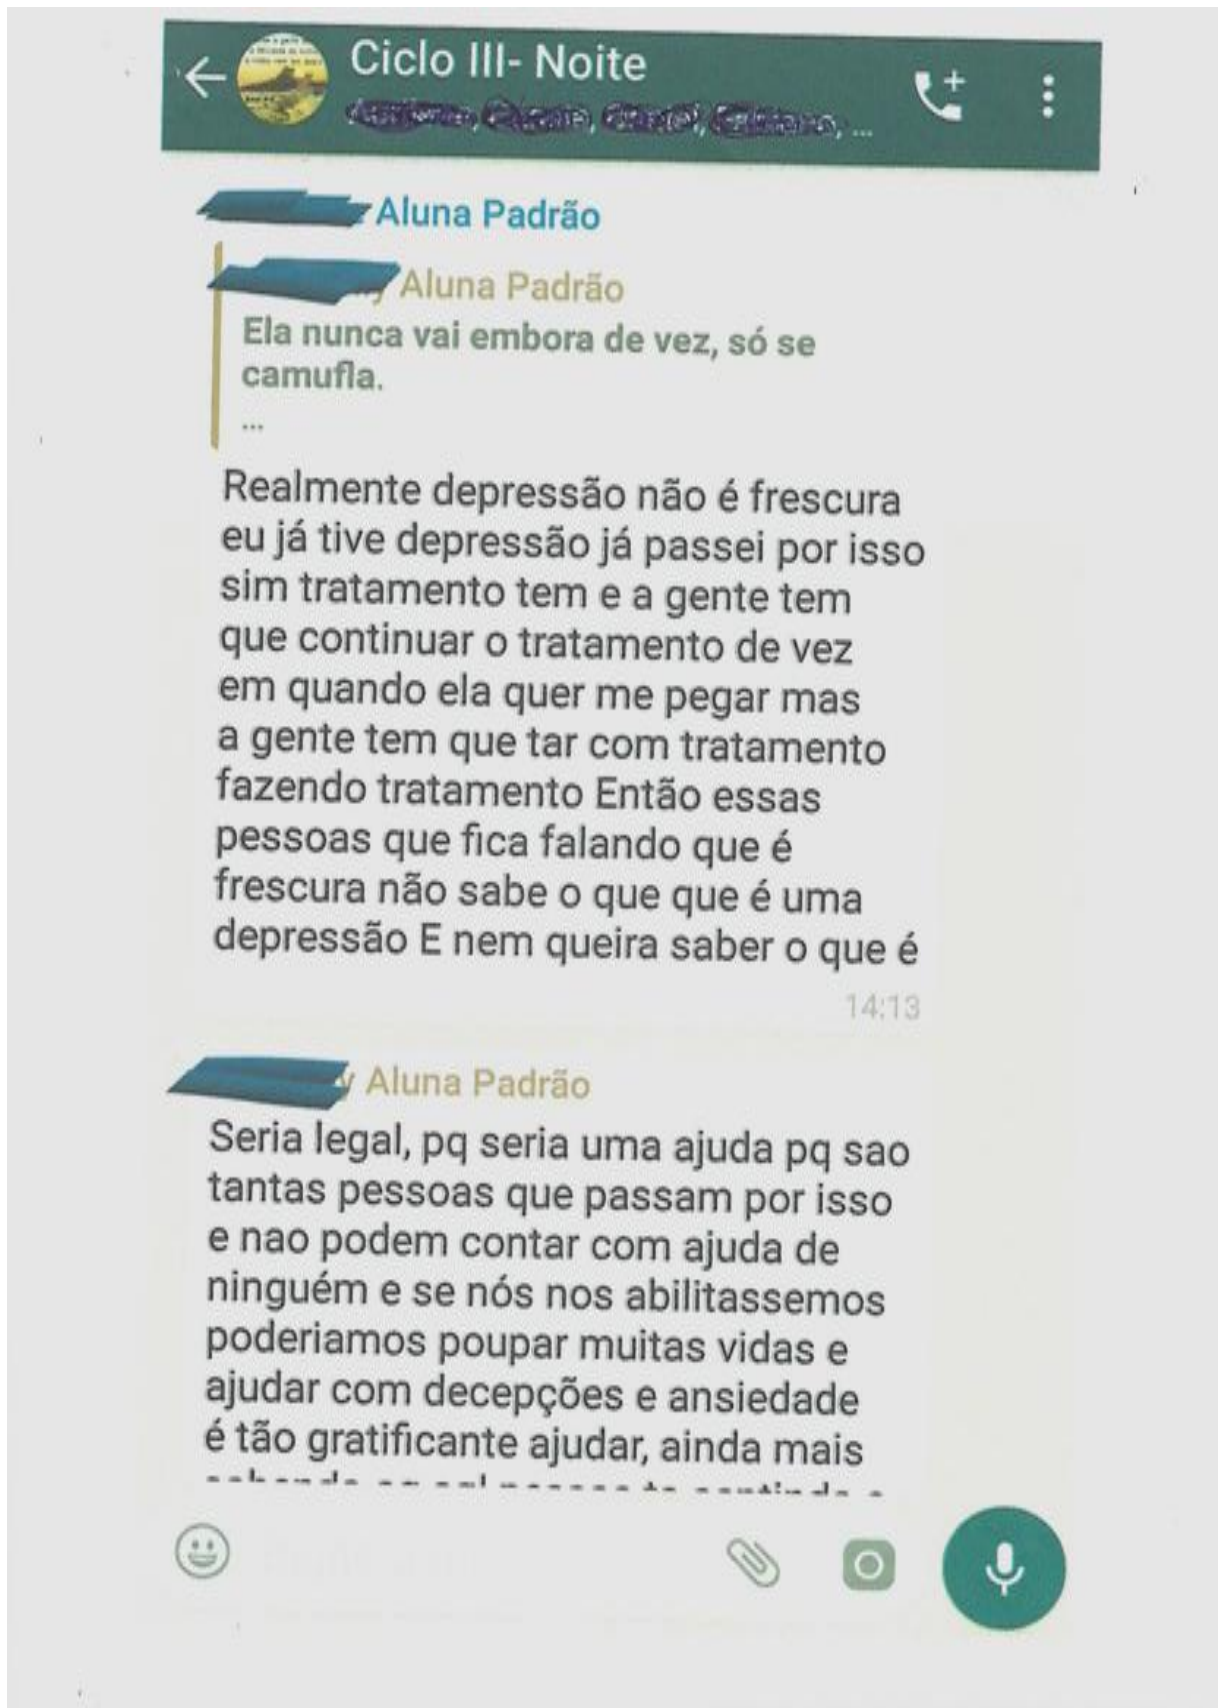 Ciclo III- Noite
Aluna Padrão
Aluna Padrão
Ela nunca vai embora de vez, só se
camufla.
...
Realmente depressão não é frescura
eu já tive depressão já passei por isso
sim tratamento tem e a gente tem
que continuar o tratamento de vez
em quando ela quer me pegar mas
a gente tem que tar com tratamento
fazendo tratamento Então essas
pessoas que fica falando que é
frescura não sabe o que que é uma
depressão E nem queira saber o que é
14:13
Aluna Padrão
Seria legal, pq seria uma ajuda pq sao
tantas pessoas que passam por isso
e nao podem contar com ajuda de
ninguém e se nós nos abilitassemos
poderiamos poupar muitas vidas e
ajudar com decepções e ansiedade
é tão gratificante ajudar, ainda mais